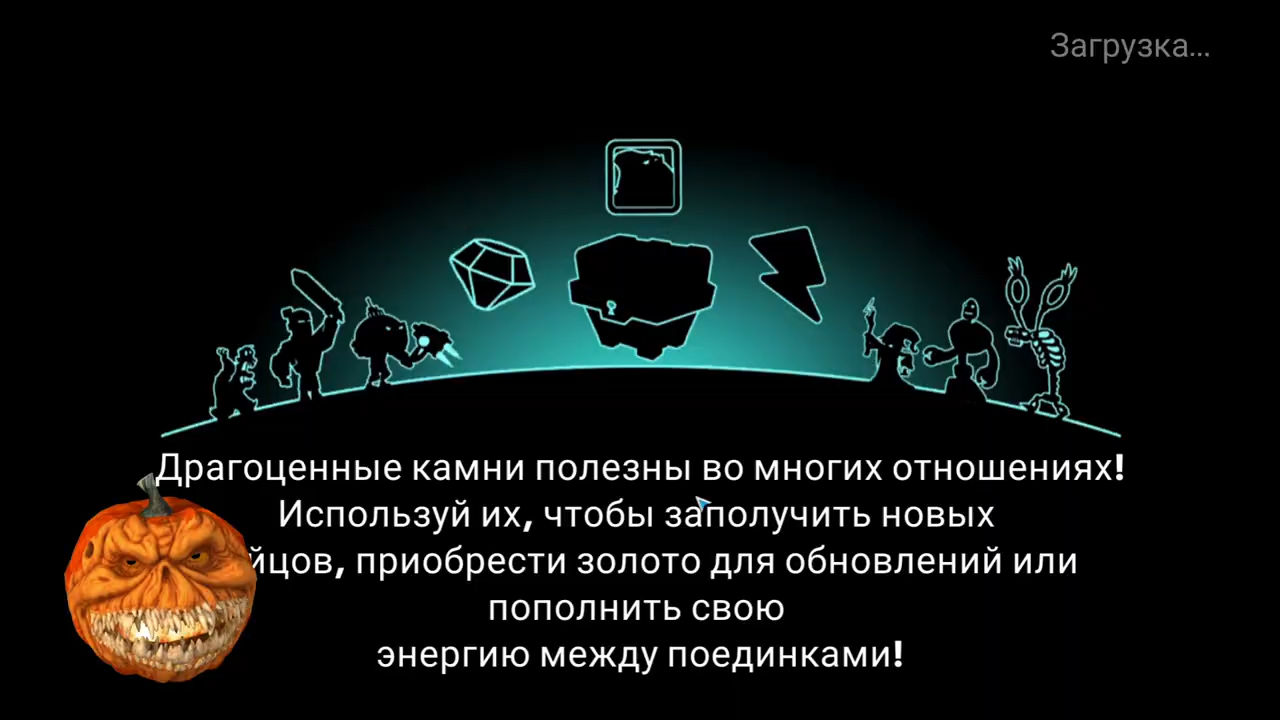 Загрузка...
Драгоценные камни полезны во многих отношениях!
Используй их, чтобы заполучить новых
приобрести золото для обновлений или
пополнить свою
энергию между поединками!